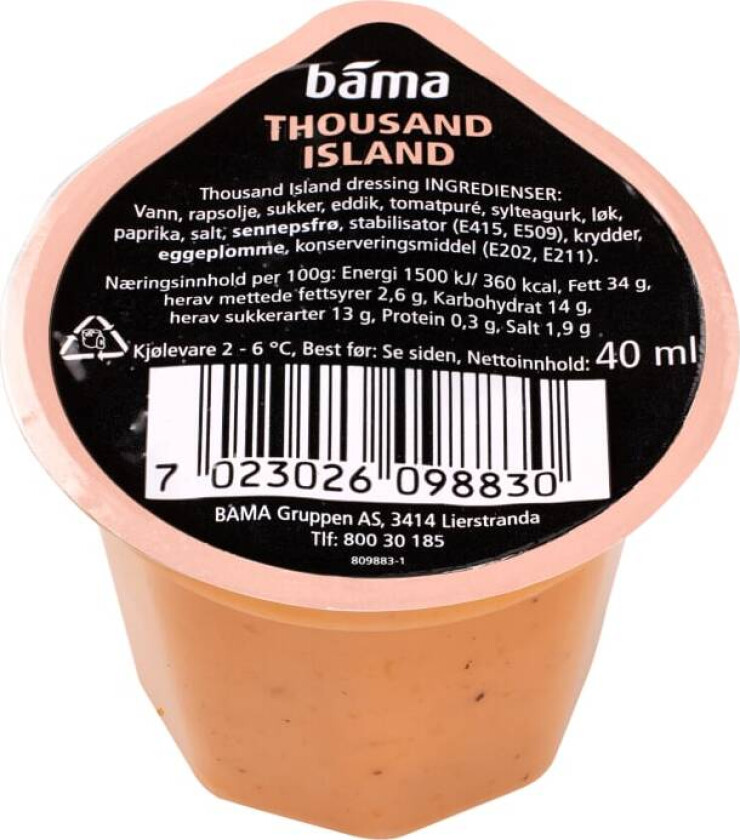 båma
THOUSAND
ISLAND
Thousand Island dressing INGREDIENSER:
Vann, rapsolje, sukker, eddik, tomatpuré, sylteagurk, løk,
paprika, salt, sennepsfrø, stabilisator (E415, E509), krydder,
eggeplomme, konserveringsmiddel (E202, E211).
Næringsinnhold per 100g: Energi 1500 kJ/ 360 kcal, Fett 34 g,
herav mettede fettsyrer 2,6 g, Karbohydrat 14 g,
herav sukkerarter 13 g, Protein 0,3 g, Salt 1,9 g
Kjølevare 2 - 6 °C, Best før: Se siden, Nettoinnhold: 40 ml
7 023026 098830
BAMA Gruppen AS, 3414 Lierstranda
Tlf: 800 30 185
809883-1